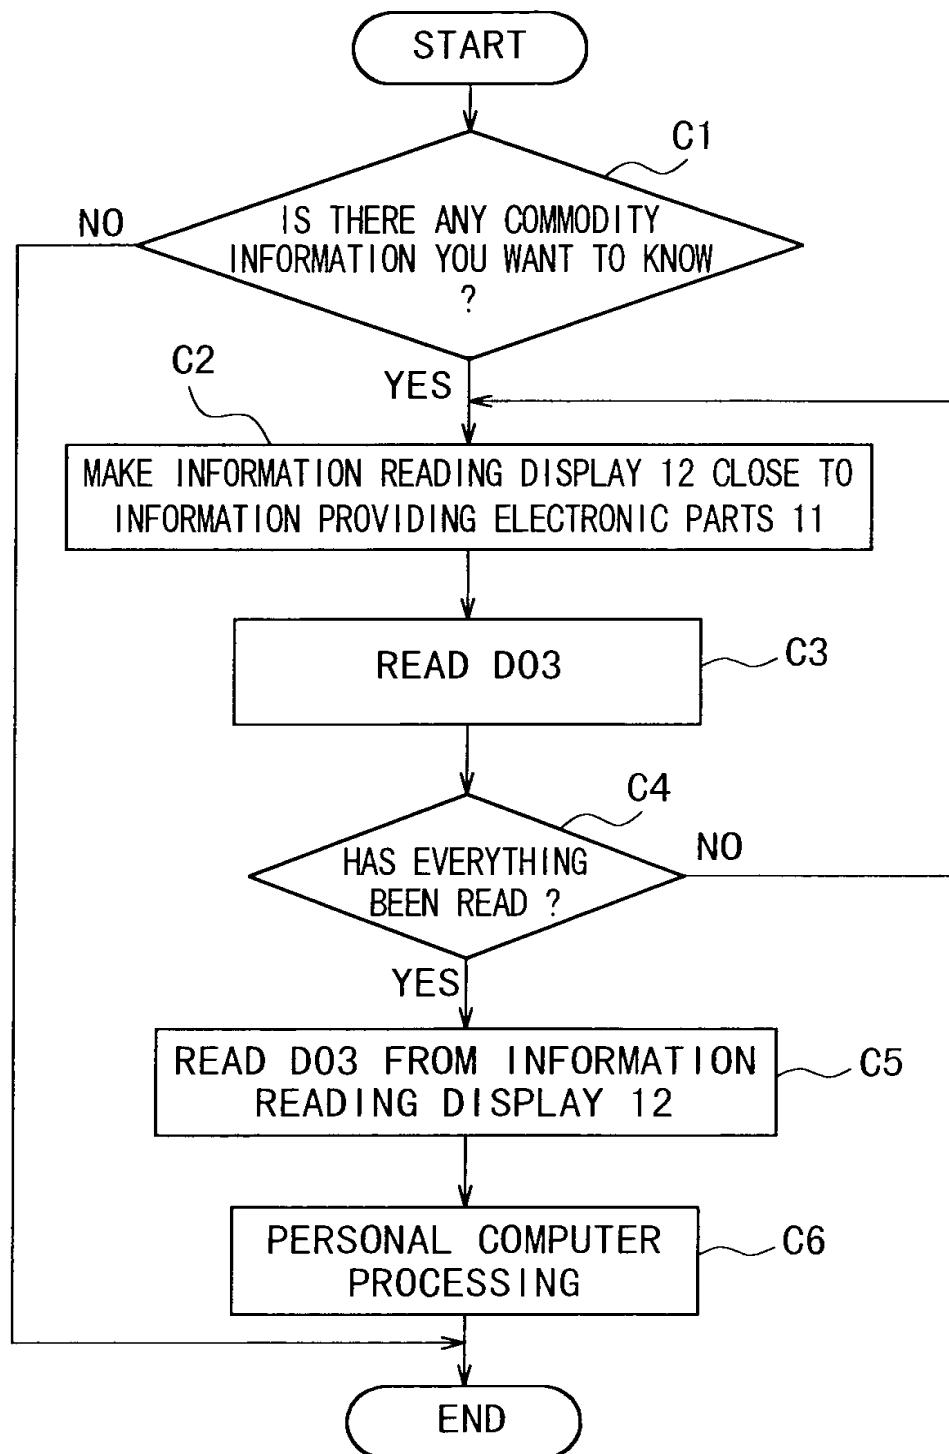 START
C1
NO
IS THERE ANY COMMODITY
INFORMATION YOU WANT TO KNOW
?
C2
YES
MAKE INFORMATION READING DISPLAY 12 CLOSE TO
INFORMATION PROVIDING ELECTRONIC PARTS 11
READ D03
C3
C4
HAS EVERYTHING
BEEN READ ?
NO
YES
READ D03 FROM INFORMATION
READING DISPLAY 12
C5
PERSONAL COMPUTER
PROCESSING
C6
END